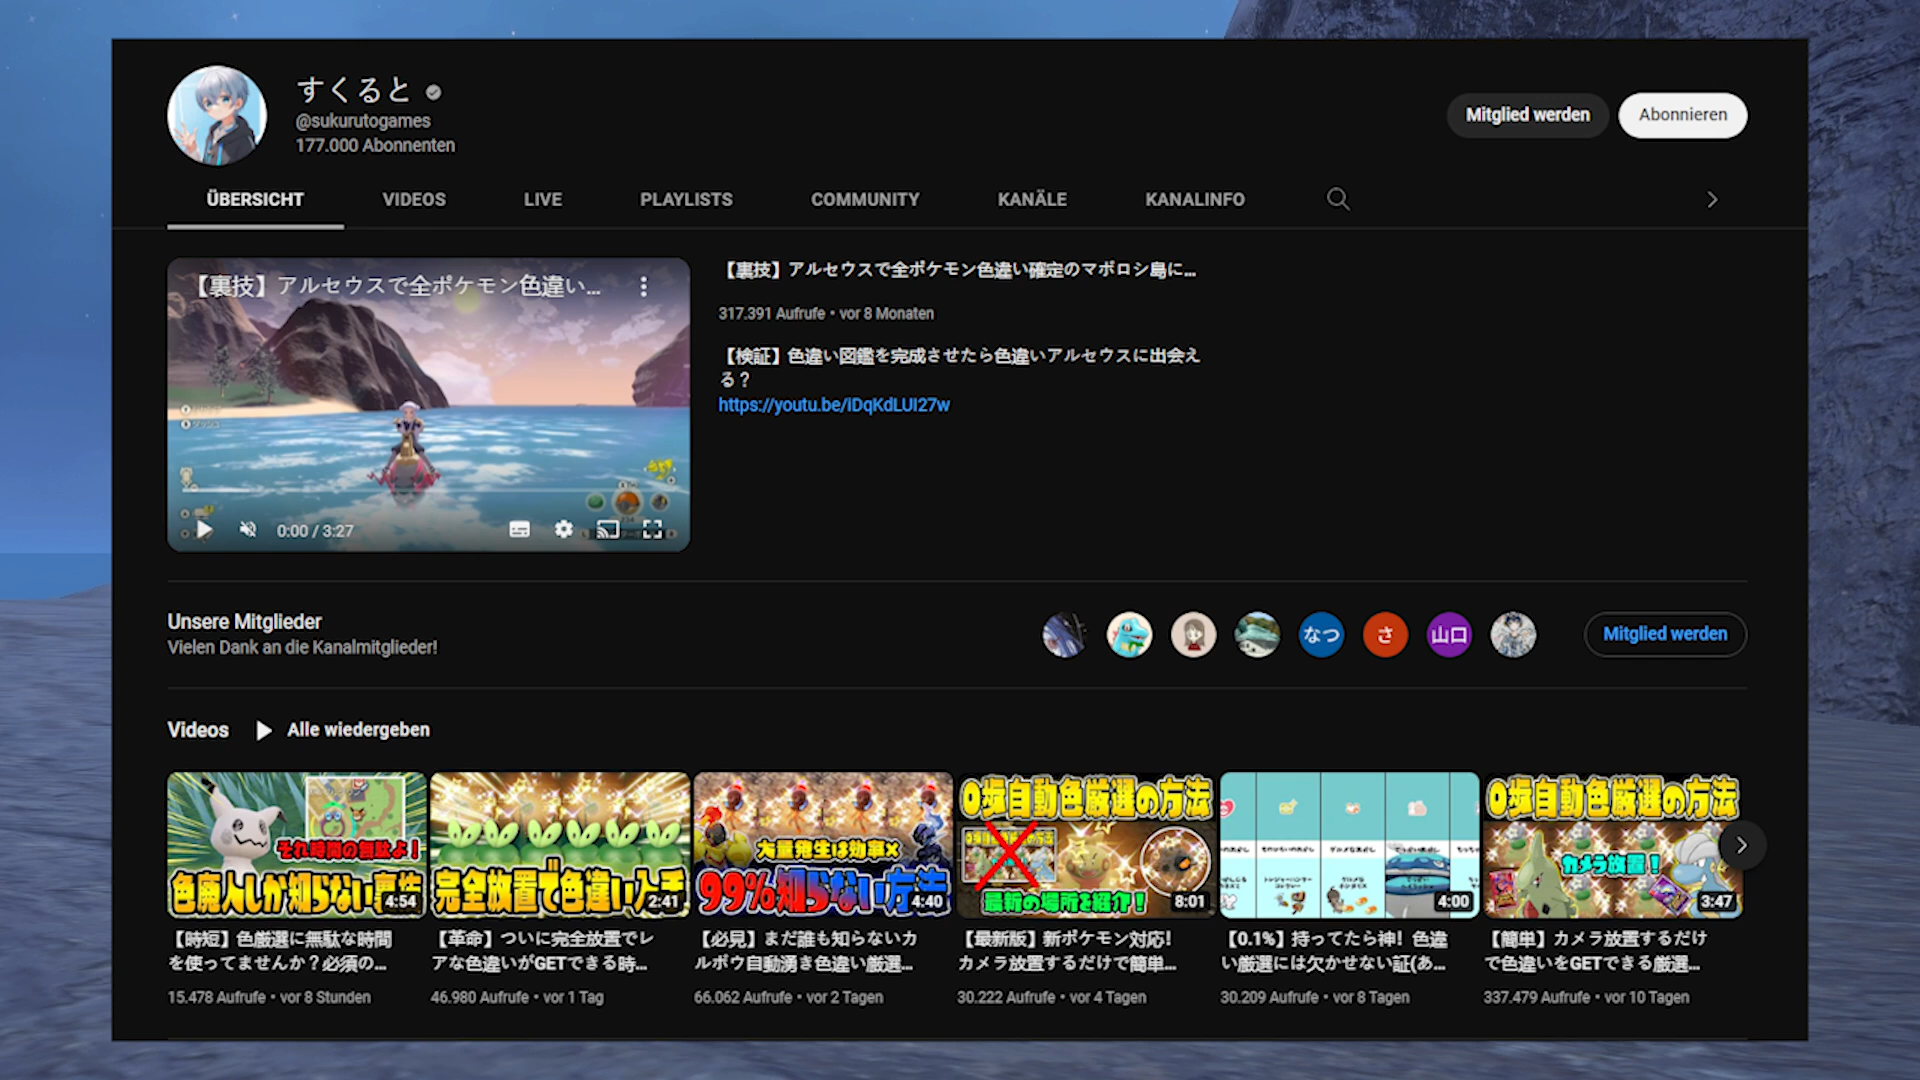 すくると
@sukurutogames
177.000 Abonnenten
Mitglied werden
Abonnieren
ÜBERSICHT
VIDEOS
LIVE
PLAYLISTS
COMMUNITY
KANÄLE
KANALINFO
【裏技】アルセウスで全ポケモン色違い...
0:00 / 3:27
【裏技】アルセウスで全ポケモン色違い確定のマボロシ島に...
317.391 Aufrufe • vor 8 Monaten
【検証】色違い図鑑を完成させたら色違いアルセウスに出会え
る？
https://youtu.be/iDqKdLUI27w
Unsere Mitglieder
Vielen Dank an die Kanalmitglieder!
なつ
さ
山口
Mitglied werden
Videos
Alle wiedergeben
それ時間の無駄よ！
色廃人しか知らない
4:54
【時短】色厳選に無駄な時間
を使ってませんか？必須の...
15.478 Aufrufe • vor 8 Stunden
完全放置で色違い入手
2:41
【革命】ついに完全放置でレ
アな色違いがGETできる時...
46.980 Aufrufe • vor 1 Tag
大量発生は効率×
99%知らない方法
4:40
【必見】まだ誰も知らないカ
ルボウ自動湧き色違い厳選...
66.062 Aufrufe • vor 2 Tagen
0歩自動色厳選の方法
最新の場所を紹介！
8:01
【最新版】新ポケモン対応！
カメラ放置するだけで簡単...
30.222 Aufrufe • vor 4 Tagen
4:00
【0.1%】持ってたら神！色違
い厳選には欠かせない証(あ...
30.209 Aufrufe • vor 8 Tagen
0歩自動色厳選の方法
カメラ放置！
3:47
【簡単】カメラ放置するだけ
で色違いをGETできる厳選...
337.479 Aufrufe • vor 10 Tagen